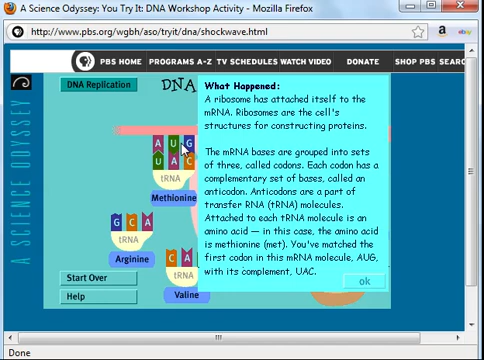 A Science Odyssey: You Try It: DNA Workshop Activity - Mozilla Firefox
http://www.pbs.org/wgbh/aso/tryit/dna/shockwave.html
PBS HOME PROGRAMS A-Z TV SCHEDULES WATCH VIDEO DONATE SHOP PBS SEARC
A SCIENCE ODYSSEY
DNA Replication
DNA
What Happened:
A ribosome has attached itself to the
mRNA. Ribosomes are the cell's
structures for constructing proteins.
The mRNA bases are grouped into sets
of three, called codons. Each codon has a
complementary set of bases, called an
anticodon. Anticodons are a part of
transfer RNA (tRNA) molecules.
Attached to each tRNA molecule is an
amino acid — in this case, the amino acid
is methionine (met). You've matched the
first codon in this mRNA molecule, AUG,
with its complement, UAC.
ok
A U G
U A C
tRNA
Methionine
G C A
tRNA
Arginine
C A
tRNA
Valine
Start Over
Help
Done